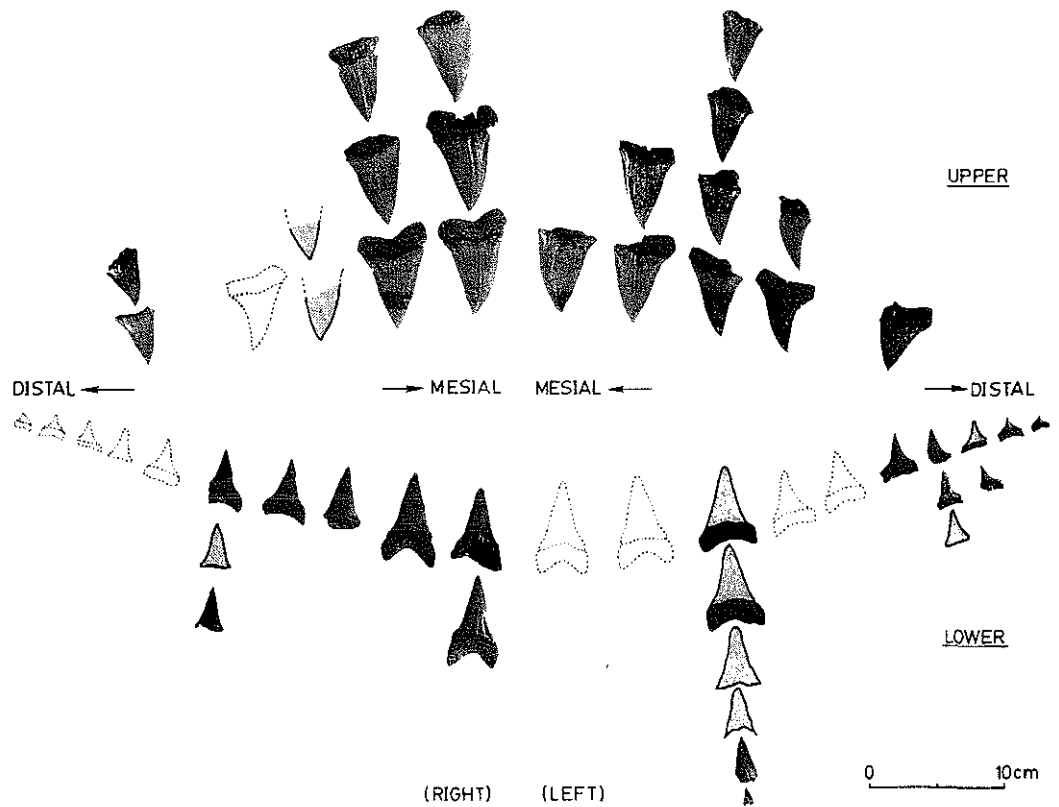 UPPER
DISTAL MESIAL MESIAL DISTAL
LOWER
0 10cm
(RIGHT) (LEFT)